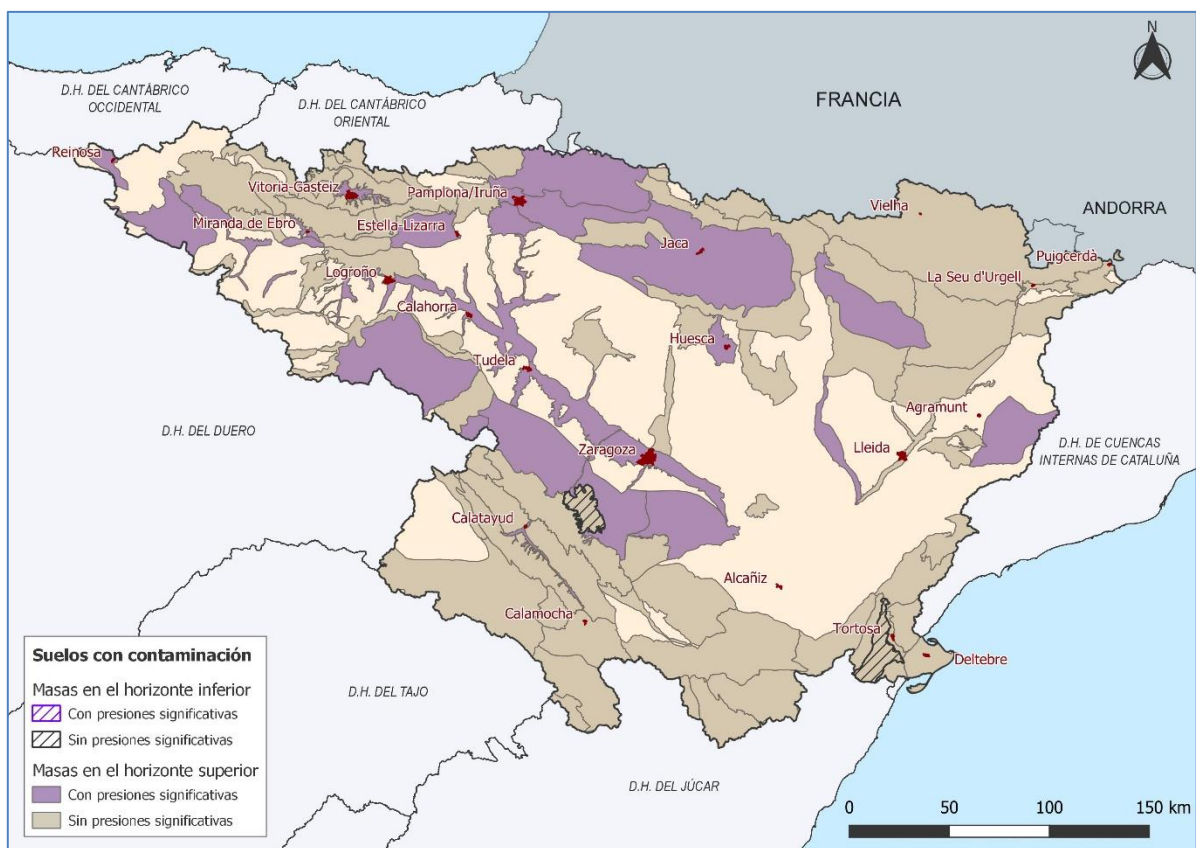 N
D.H. DEL CANTÁBRICO
OCCIDENTAL
D.H. DEL CANTÁBRICO
ORIENTAL
FRANCIA
Reinosa
Vitoria-Gasteiz
Pamplona/Iruña
Vielha
ANDORRA
Miranda de Ebro
Estella-Lizarra
Jaca
Puigcerdà
La Seu d'Urgell
Logroño
Calahorra
Huesca
Tudela
Agramunt
D.H. DEL DUERO
Zaragoza
Lleida
D.H. DE CUENCAS
INTERNAS DE CATALUÑA
Calatayud
Alcañiz
Calamocha
Tortosa
Deltebre
D.H. DEL TAJO
D.H. DEL JÚCAR
Suelos con contaminación
Masas en el horizonte inferior
Con presiones significativas
Sin presiones significativas
Masas en el horizonte superior
Con presiones significativas
Sin presiones significativas
0 50 100 150 km